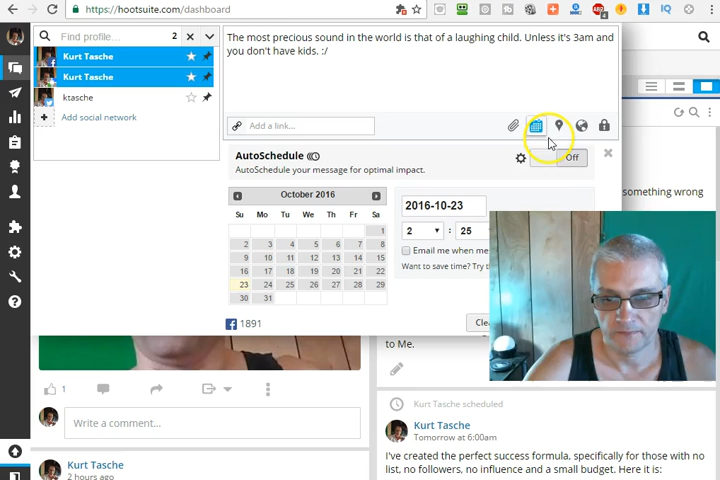 https://hootsuite.com/dashboard
Find profile...
2
Kurt Tasche
Kurt Tasche
ktasche
Add social network
The most precious sound in the world is that of a laughing child. Unless it's 3am and
you don't have kids. :/
Add a link...
AutoSchedule
Off
AutoSchedule your message for optimal impact.
October 2016
Su Mo Tu We Th Fr Sa
1
2 3 4 5 6 7 8
9 10 11 12 13 14 15
16 17 18 19 20 21 22
23 24 25 26 27 28 29
30 31
2016-10-23
2 : 25
Email me when me
Want to save time? Try th
1891
Clea
something wrong
to Me.
1
Write a comment...
Kurt Tasche
2 hours ago
Kurt Tasche scheduled
Kurt Tasche
Tomorrow at 6:00am
I've created the perfect success formula, specifically for those with no
list, no followers, no influence and a small budget. Here it is: